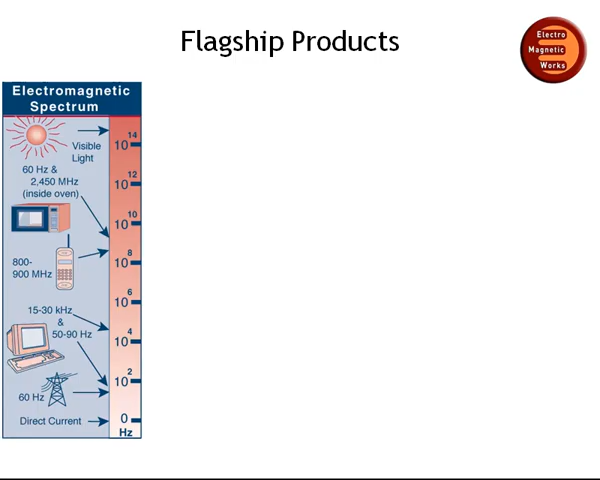 Flagship Products
Electro
Magnetic
Works
Electromagnetic
Spectrum
10^14
Visible
Light
60 Hz &
2,450 MHz
(inside oven)
10^12
10^10
10^8
800-
900 MHz
10^6
15-30 kHz
&
50-90 Hz
10^4
10^2
60 Hz
Direct Current
0
Hz